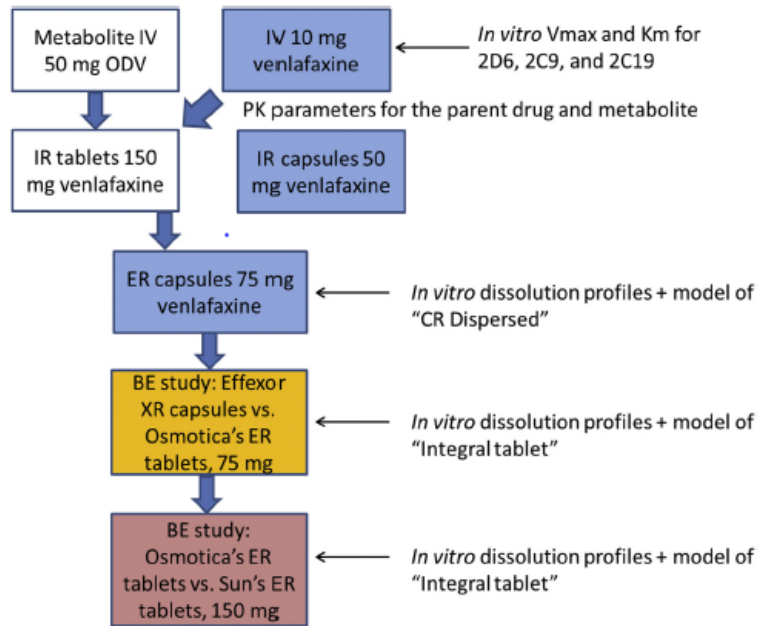 Metabolite IV
50 mg ODV
IV 10 mg
venlafaxine
In vitro Vmax and Km for
2D6, 2C9, and 2C19
PK parameters for the parent drug and metabolite
IR tablets 150
mg venlafaxine
IR capsules 50
mg venlafaxine
ER capsules 75 mg
venlafaxine
In vitro dissolution profiles + model of
“CR Dispersed”
BE study: Effexor
XR capsules vs.
Osmotica’s ER
tablets, 75 mg
In vitro dissolution profiles + model of
“Integral tablet”
BE study:
Osmotica’s ER
tablets vs. Sun’s ER
tablets, 150 mg
In vitro dissolution profiles + model of
“Integral tablet”